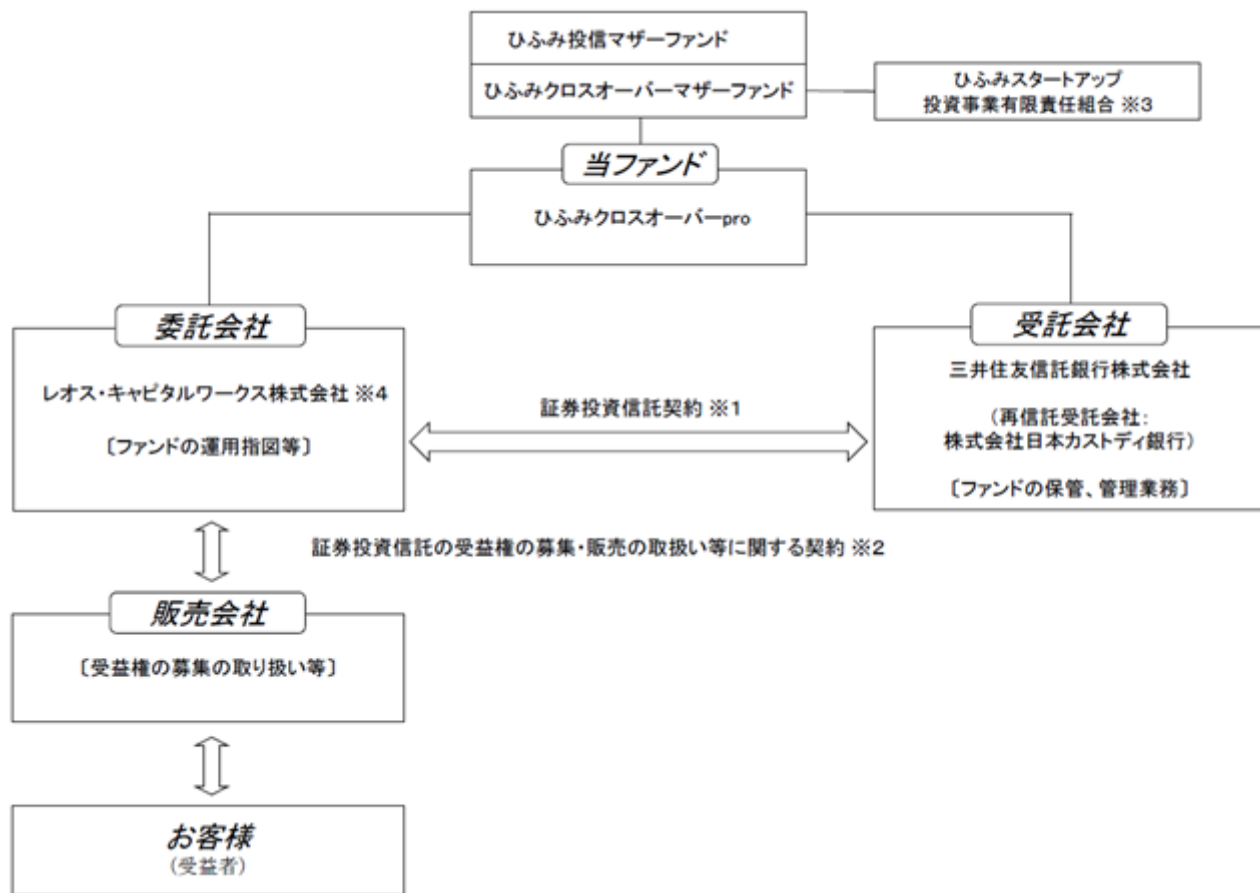 ひふみ投信マザーファンド
ひふみクロスオーバーマザーファンド
ひふみスタートアップ
投資事業有限責任組合 ※3
当ファンド
ひふみクロスオーバーpro
委託会社
レオス・キャピタルワークス株式会社 ※4
〔ファンドの運用指図等〕
証券投資信託契約 ※1
受託会社
三井住友信託銀行株式会社
(再信託受託会社:
株式会社日本カストディ銀行)
〔ファンドの保管、管理業務〕
証券投資信託の受益権の募集・販売の取扱い等に関する契約 ※2
販売会社
〔受益権の募集の取り扱い等〕
お客様
(受益者)